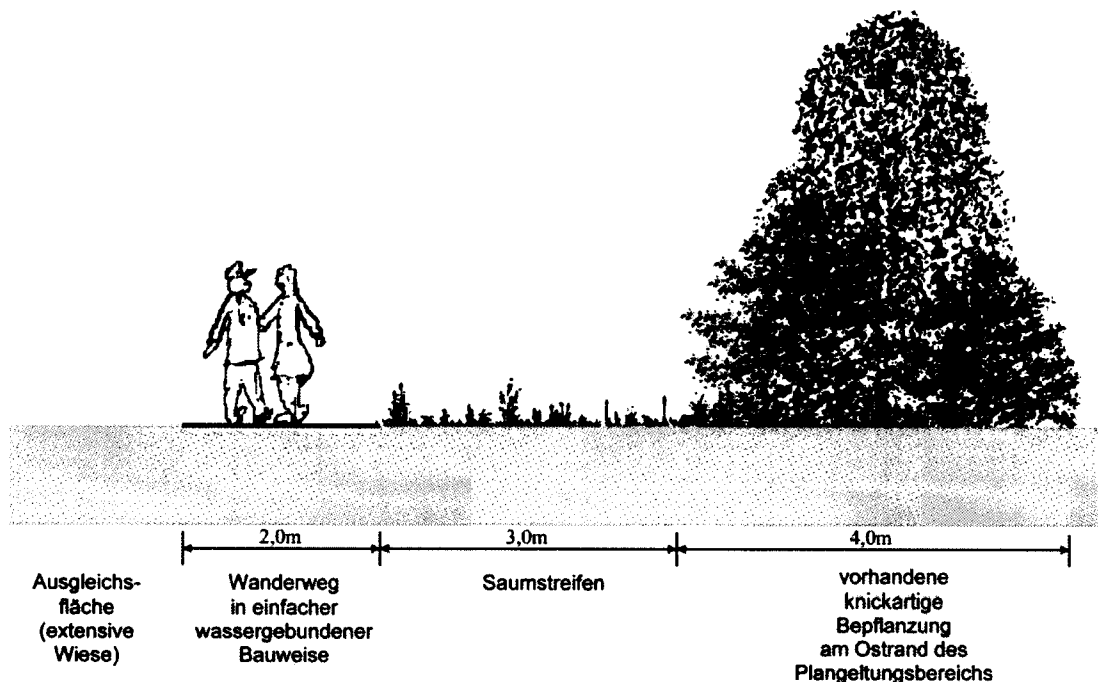 2,0m
3,0m
4,0m
Ausgleichs-
fläche
(extensive
Wiese)
Wanderweg
in einfacher
wassergebundener
Bauweise
Saumstreifen
vorhandene
knickartige
Bepflanzung
am Ostrand des
Plangeltungsbereichs